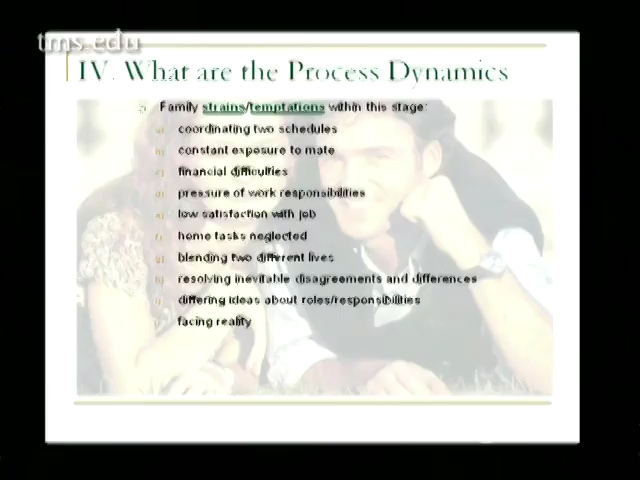 tms.edu
IV. What are the Process Dynamics
Family strains/temptations within this stage:
coordinating two schedules
constant exposure to mate
financial difficulties
pressure of work responsibilities
low satisfaction with job
home tasks neglected
blending two different lives
resolving inevitable disagreements and differences
differing ideas about roles/responsibilities
facing reality